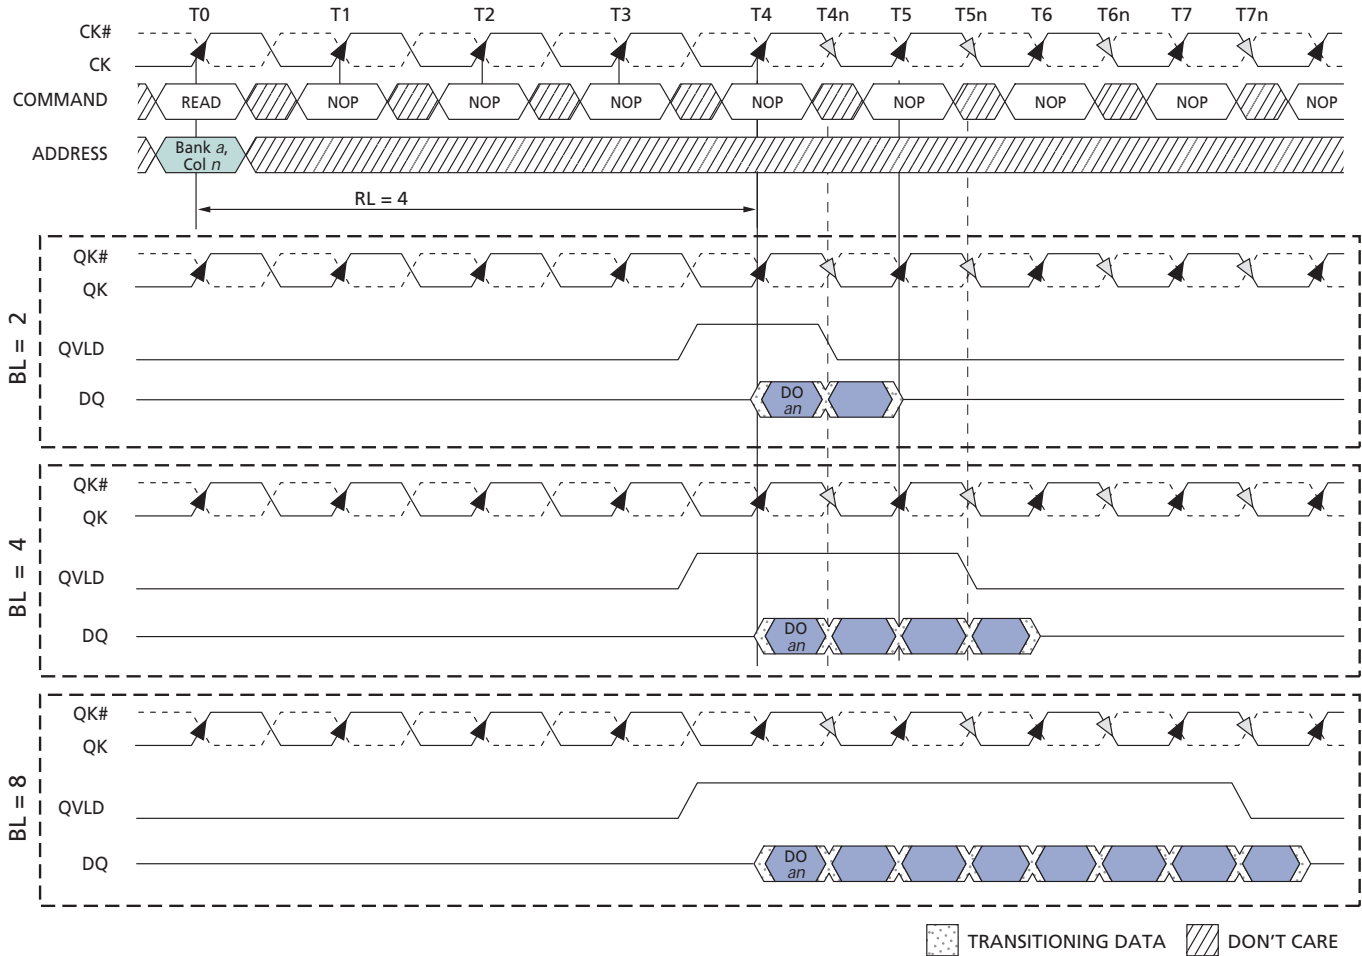 T0 T1 T2 T3 T4 T4n T5 T5n T6 T6n T7 T7n
CK#
CK
COMMAND READ NOP NOP NOP NOP NOP NOP NOP NOP
ADDRESS Bank a,
Col n
RL = 4
BL = 2
QK#
QK
QVLD
DQ DO
an
BL = 4
QK#
QK
QVLD
DQ DO
an
BL = 8
QK#
QK
QVLD
DQ DO
an
TRANSITIONING DATA DON'T CARE